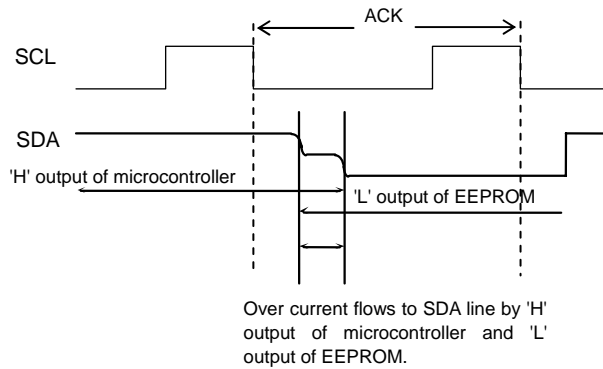 ACK
SCL
SDA
'H' output of microcontroller
'L' output of EEPROM
Over current flows to SDA line by 'H'
output of microcontroller and 'L'
output of EEPROM.